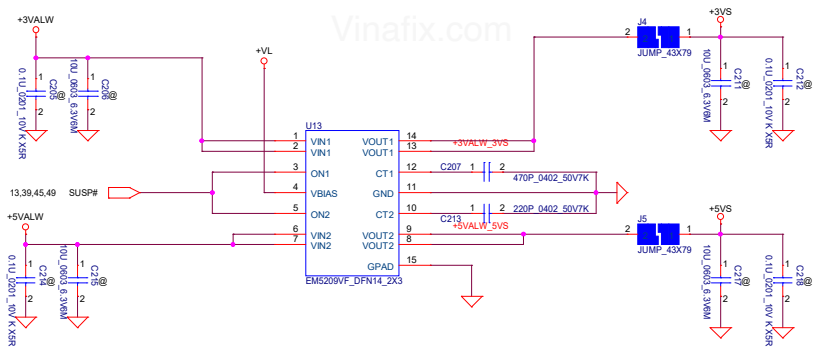 Vinafix.com
+3VALW
+VL
+3VS
+5VALW
+5VS
J4
2
1
JUMP_43X79
1
C205
@
2
0.1U_0201_10V K X5R
1
C206
@
2
10U_0603_6.3V6M
1
C211
@
2
10U_0603_6.3V6M
1
C212
@
2
0.1U_0201_10V K X5R
U13
1 VIN1 VOUT1 14 +3VALW_3VS
2 VIN1 VOUT1 13
3 ON1 CT1 12 C207 1 2 470P_0402_50V7K
4 VBIAS GND 11
5 ON2 CT2 10 C213 1 2 220P_0402_50V7K
6 VIN2 VOUT2 9 +5VALW_5VS
7 VIN2 VOUT2 8
GPAD 15
EM5209VF_DFN14_2X3
13,39,45,49 SUSP#
J5
2
1
JUMP_43X79
1
C214
@
2
0.1U_0201_10V K X5R
1
C215
@
2
10U_0603_6.3V6M
1
C217
@
2
10U_0603_6.3V6M
1
C218
@
2
0.1U_0201_10V K X5R